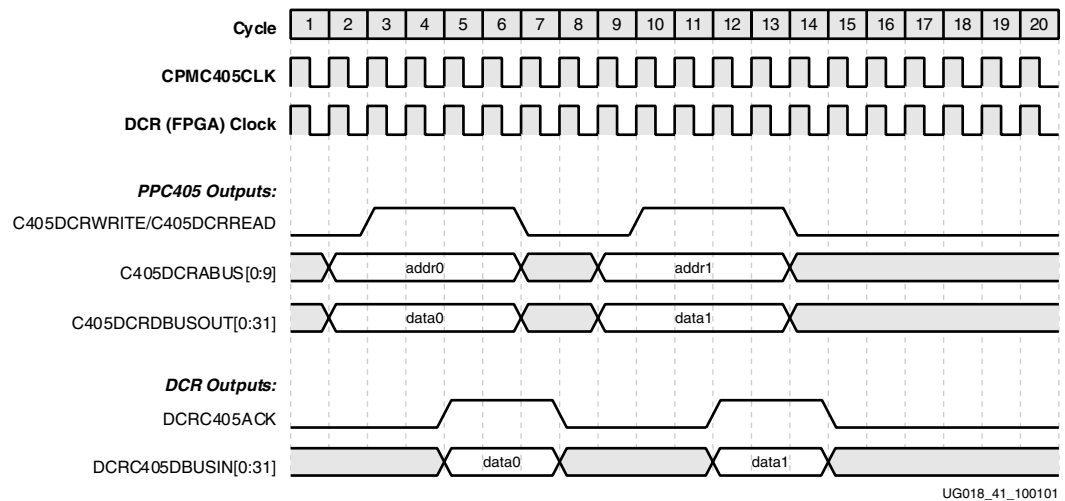 Cycle 1 2 3 4 5 6 7 8 9 10 11 12 13 14 15 16 17 18 19 20
CPMC405CLK
DCR (FPGA) Clock
PPC405 Outputs:
C405DCRWRITE/C405DCRREAD
C405DCRABUS[0:9] addr0 addr1
C405DCRDBUSOUT[0:31] data0 data1
DCR Outputs:
DCRC405ACK
DCRC405DBUSIN[0:31] data0 data1
UG018_41_100101